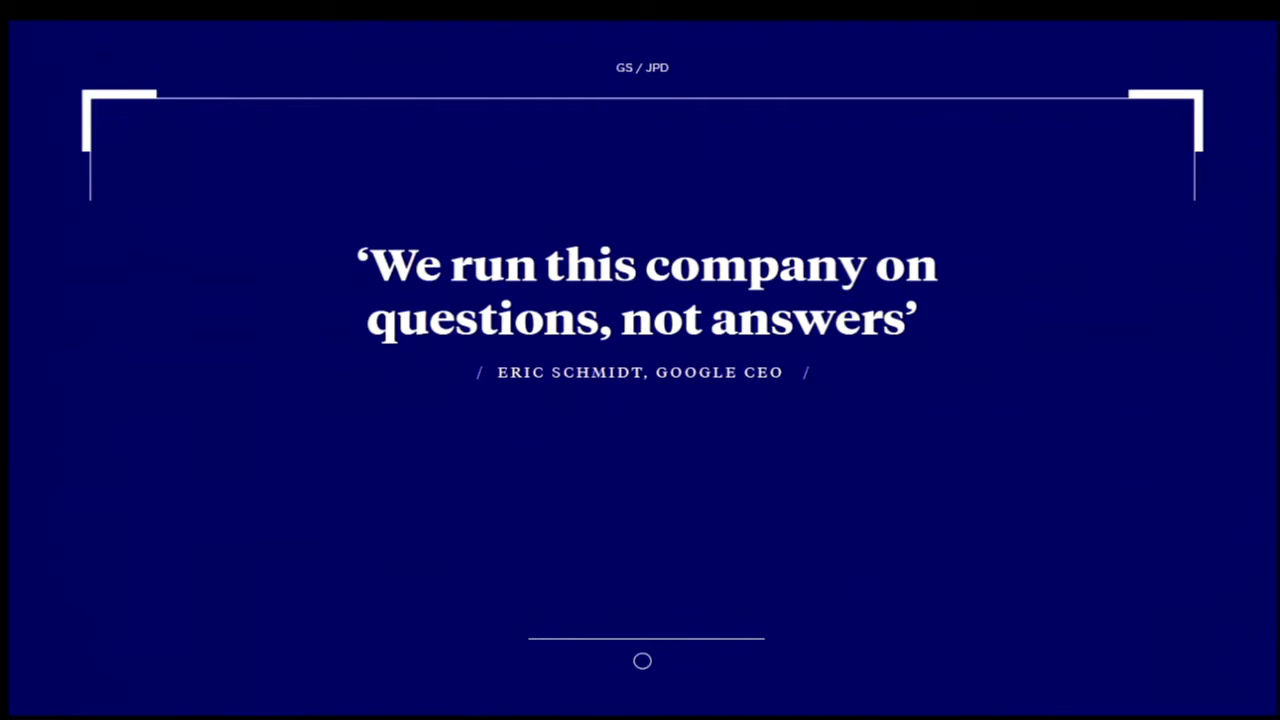 GS / JPD
‘We run this company on
questions, not answers’
/ ERIC SCHMIDT, GOOGLE CEO /